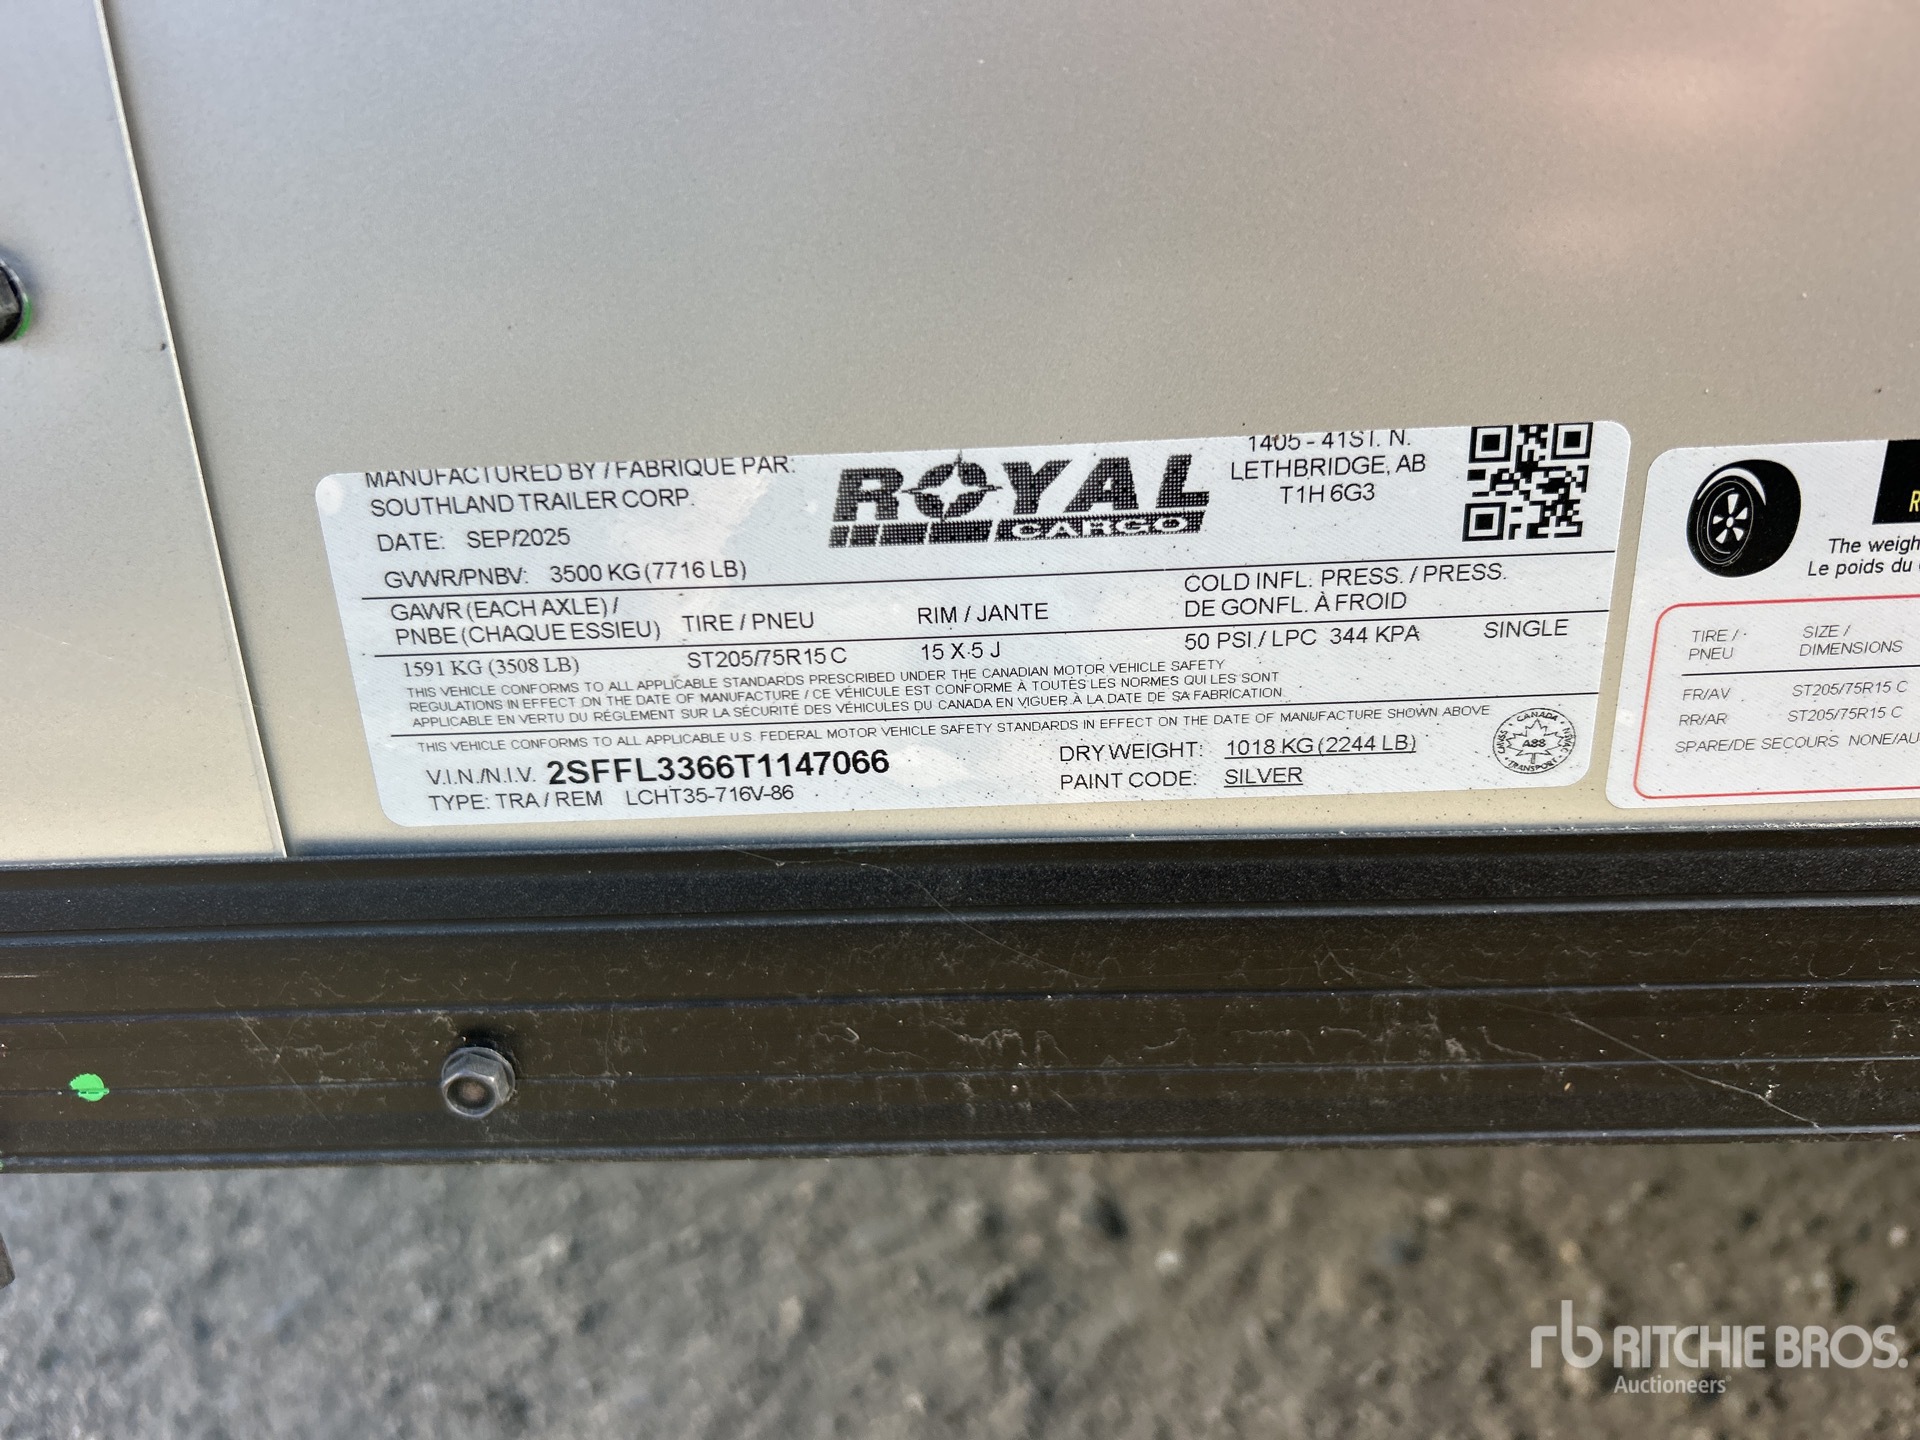 MANUFACTURED BY / FABRIQUE PAR:
SOUTHLAND TRAILER CORP.
DATE: SEP/2025
GVWR/PNBV: 3500 KG (7716 LB)
ROYAL
CARGO
1405 - 41ST. N.
LETHBRIDGE, AB
T1H 6G3
GAWR (EACH AXLE) /
PNBE (CHAQUE ESSIEU)
TIRE / PNEU
RIM / JANTE
COLD INFL. PRESS. / PRESS.
DE GONFL. À FROID
1591 KG (3508 LB)
ST205/75R15 C
15 X 5 J
50 PSI / LPC 344 KPA
SINGLE
THIS VEHICLE CONFORMS TO ALL APPLICABLE STANDARDS PRESCRIBED UNDER THE CANADIAN MOTOR VEHICLE SAFETY
REGULATIONS IN EFFECT ON THE DATE OF MANUFACTURE / CE VÉHICULE EST CONFORME À TOUTES LES NORMES QUI LES SONT
APPLICABLE EN VERTU DU RÉGLEMENT SUR LA SÉCURITÉ DES VÉHICULES DU CANADA EN VIGUER À LA DATE DE SA FABRICATION.
THIS VEHICLE CONFORMS TO ALL APPLICABLE U.S. FEDERAL MOTOR VEHICLE SAFETY STANDARDS IN EFFECT ON THE DATE OF MANUFACTURE SHOWN ABOVE
V.I.N./N.I.V. 2SFFL3366T1147066
TYPE: TRA / REM LCHT35-716V-86
DRY WEIGHT: 1018 KG (2244 LB)
PAINT CODE: SILVER
CANADA
A88
TRANSPORT
R
The weigh
Le poids du
TIRE /
PNEU
SIZE /
DIMENSIONS
FR/AV ST205/75R15 C
RR/AR ST205/75R15 C
SPARE/DE SECOURS NONE/AU
rb RITCHIE BROS.
Auctioneers